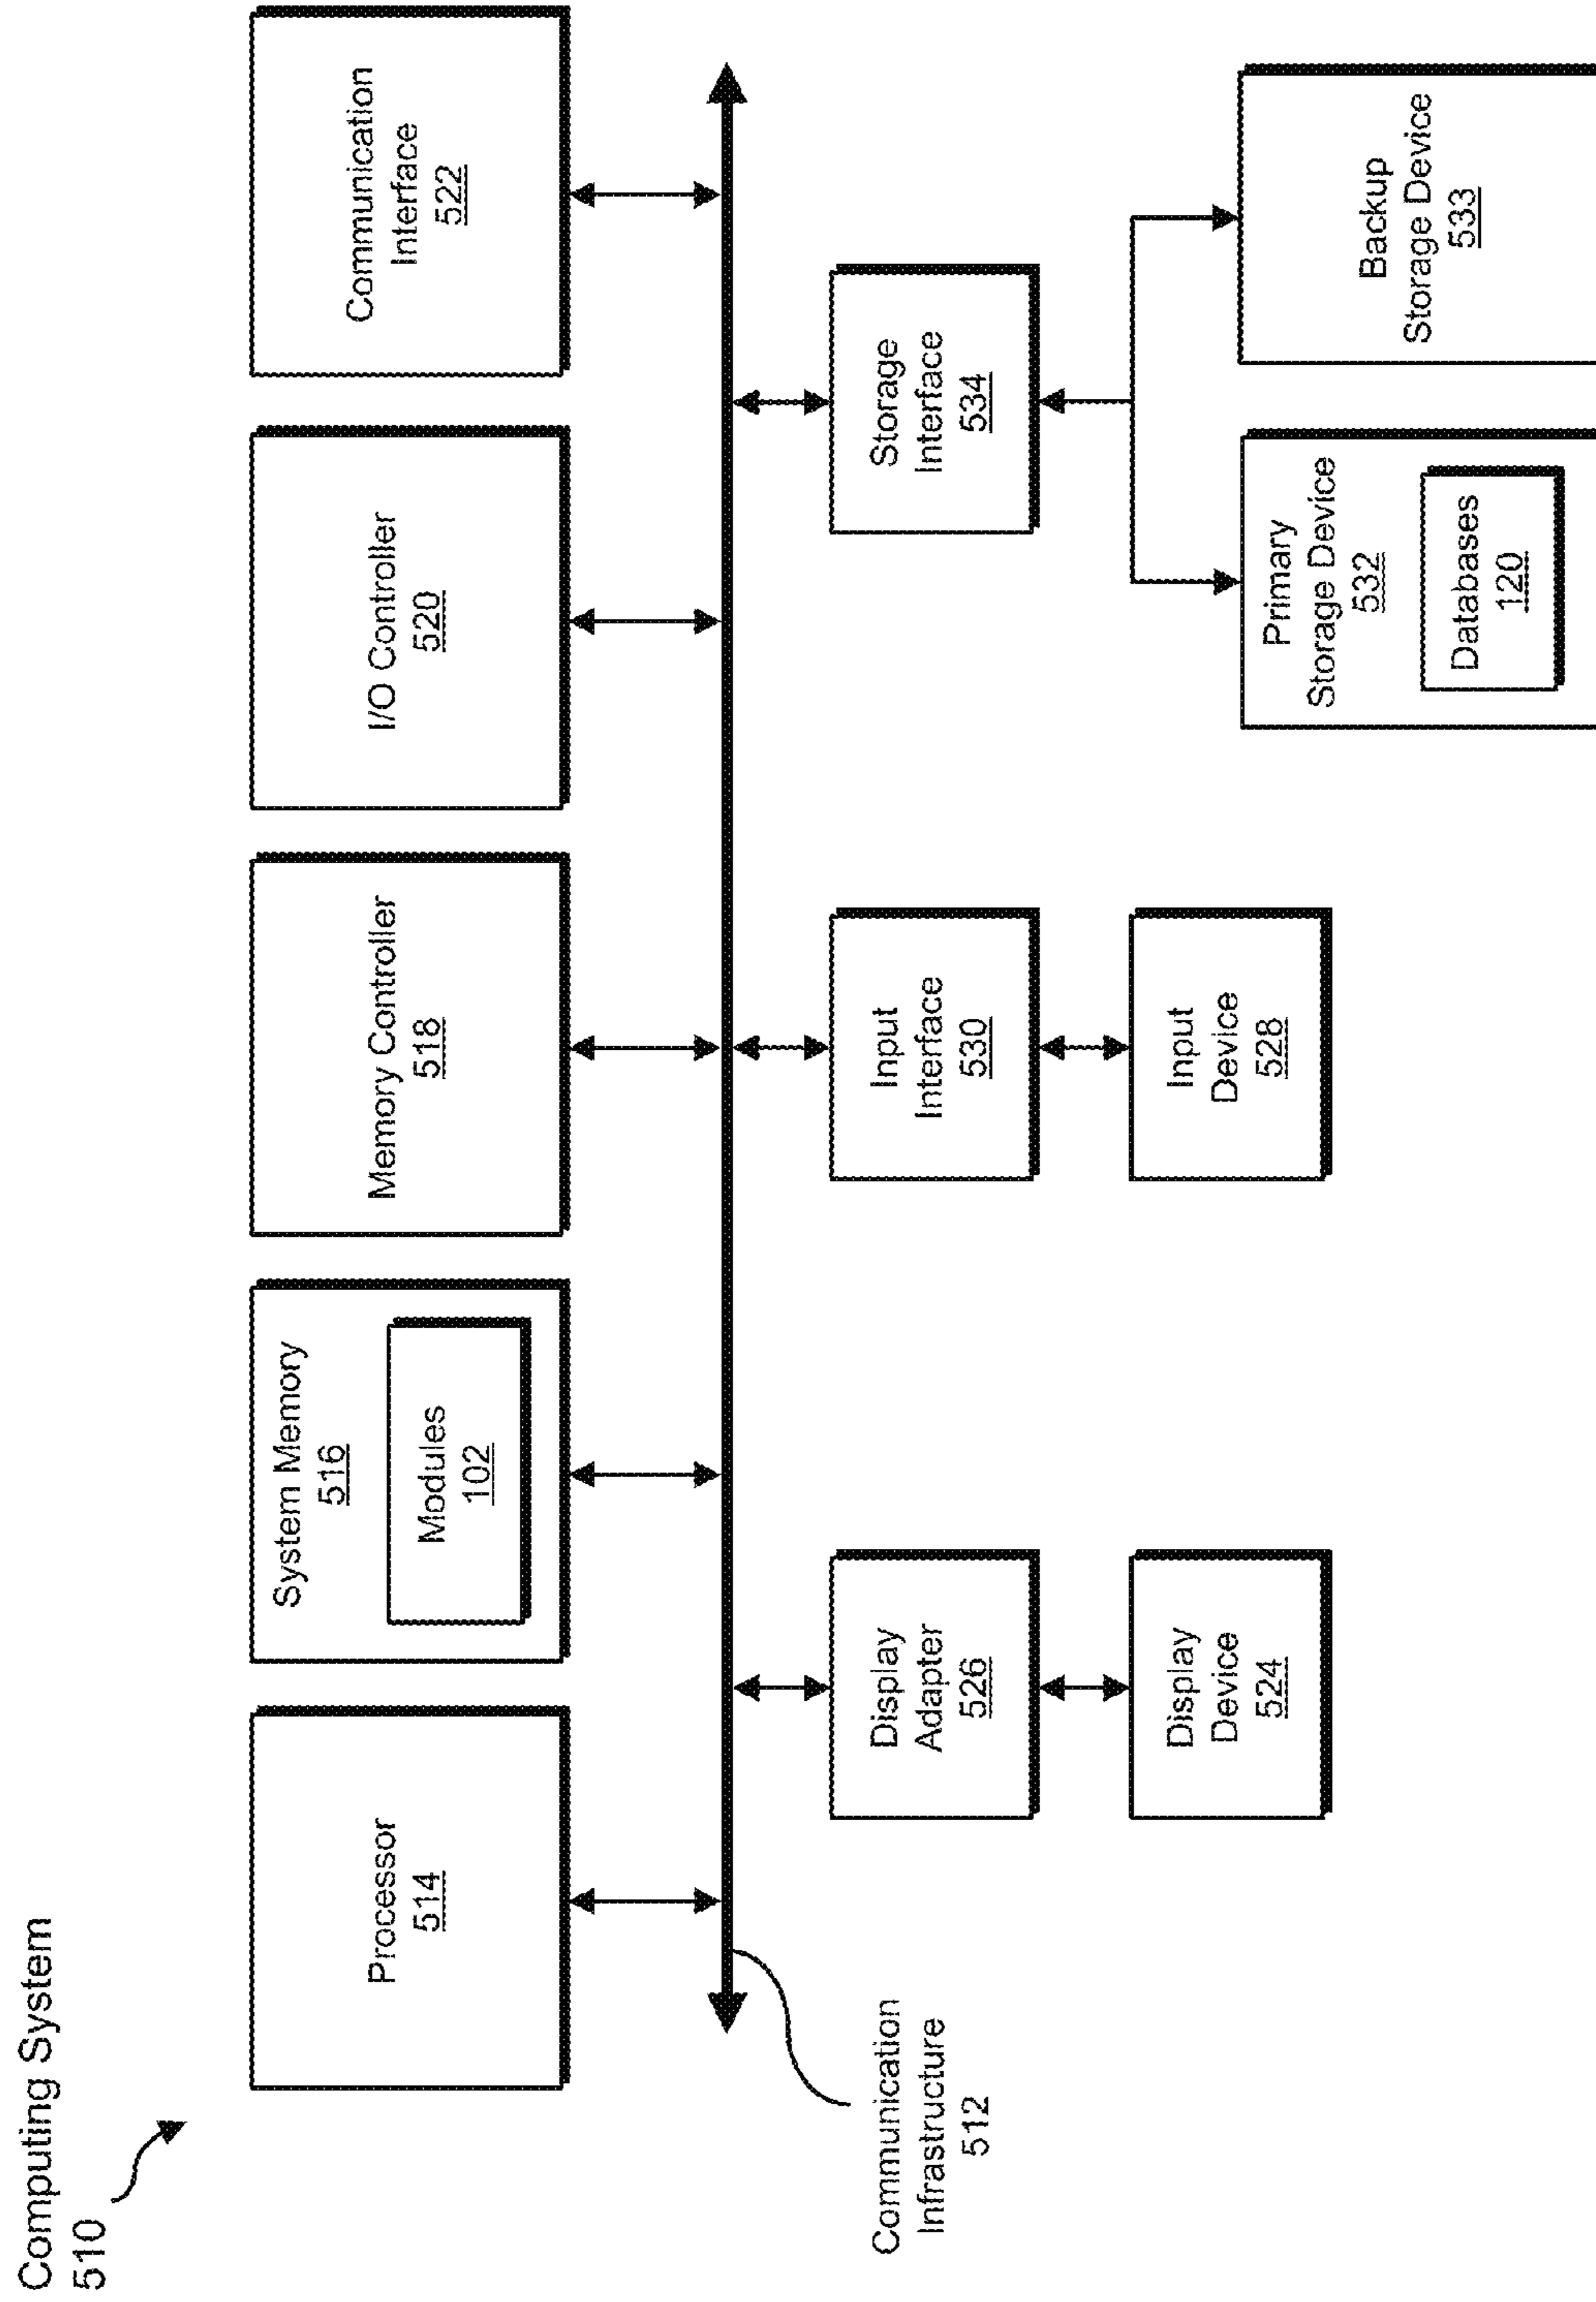 Computing System
510
Processor
514
System Memory
516
Modules
102
Memory Controller
518
I/O Controller
520
Communication
Interface
522
Communication
Infrastructure
512
Display
Adapter
526
Input
Interface
530
Storage
Interface
534
Display
Device
524
Input
Device
528
Primary
Storage Device
532
Databases
120
Backup
Storage Device
533